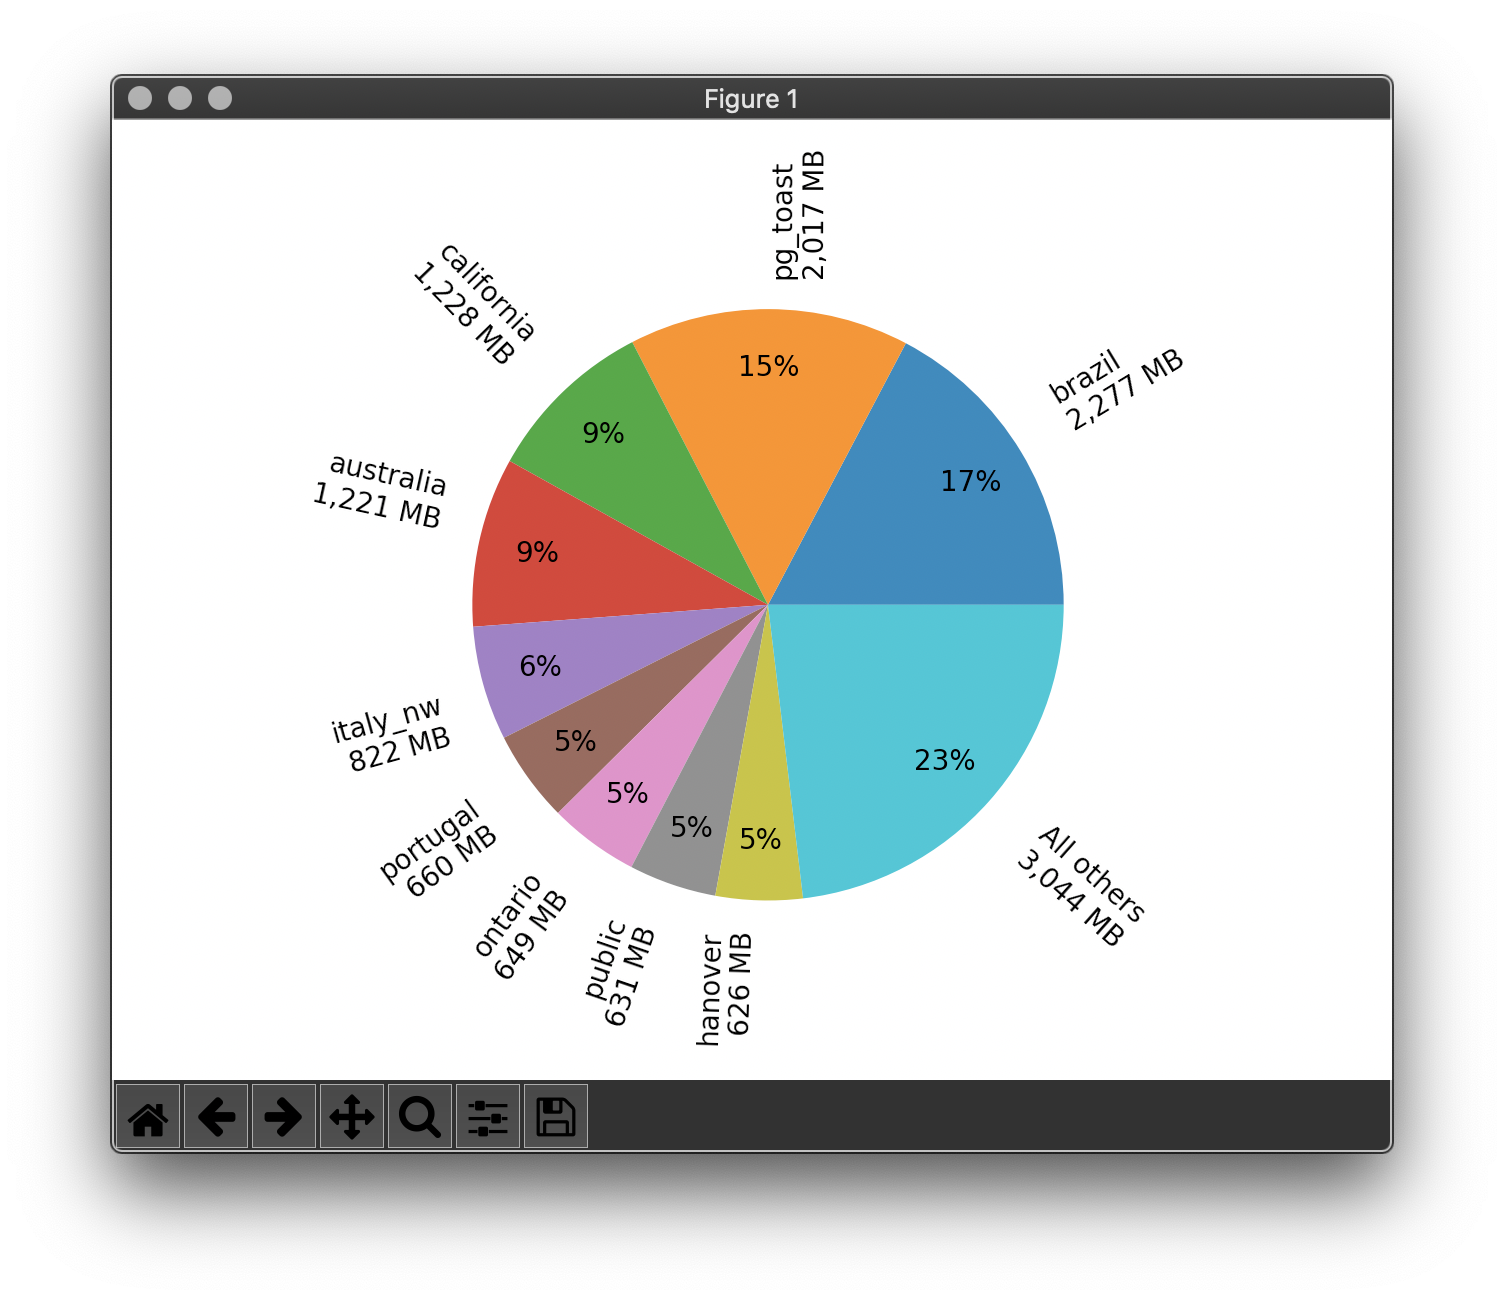 Figure 1
pg_toast
2,017 MB
california
1,228 MB
brazil
2,277 MB
15%
9%
17%
australia
1,221 MB
9%
6%
italy_nw
822 MB
5%
23%
5%
5%
5%
portugal
660 MB
All others
3,044 MB
ontario
649 MB
public
631 MB
hanover
626 MB